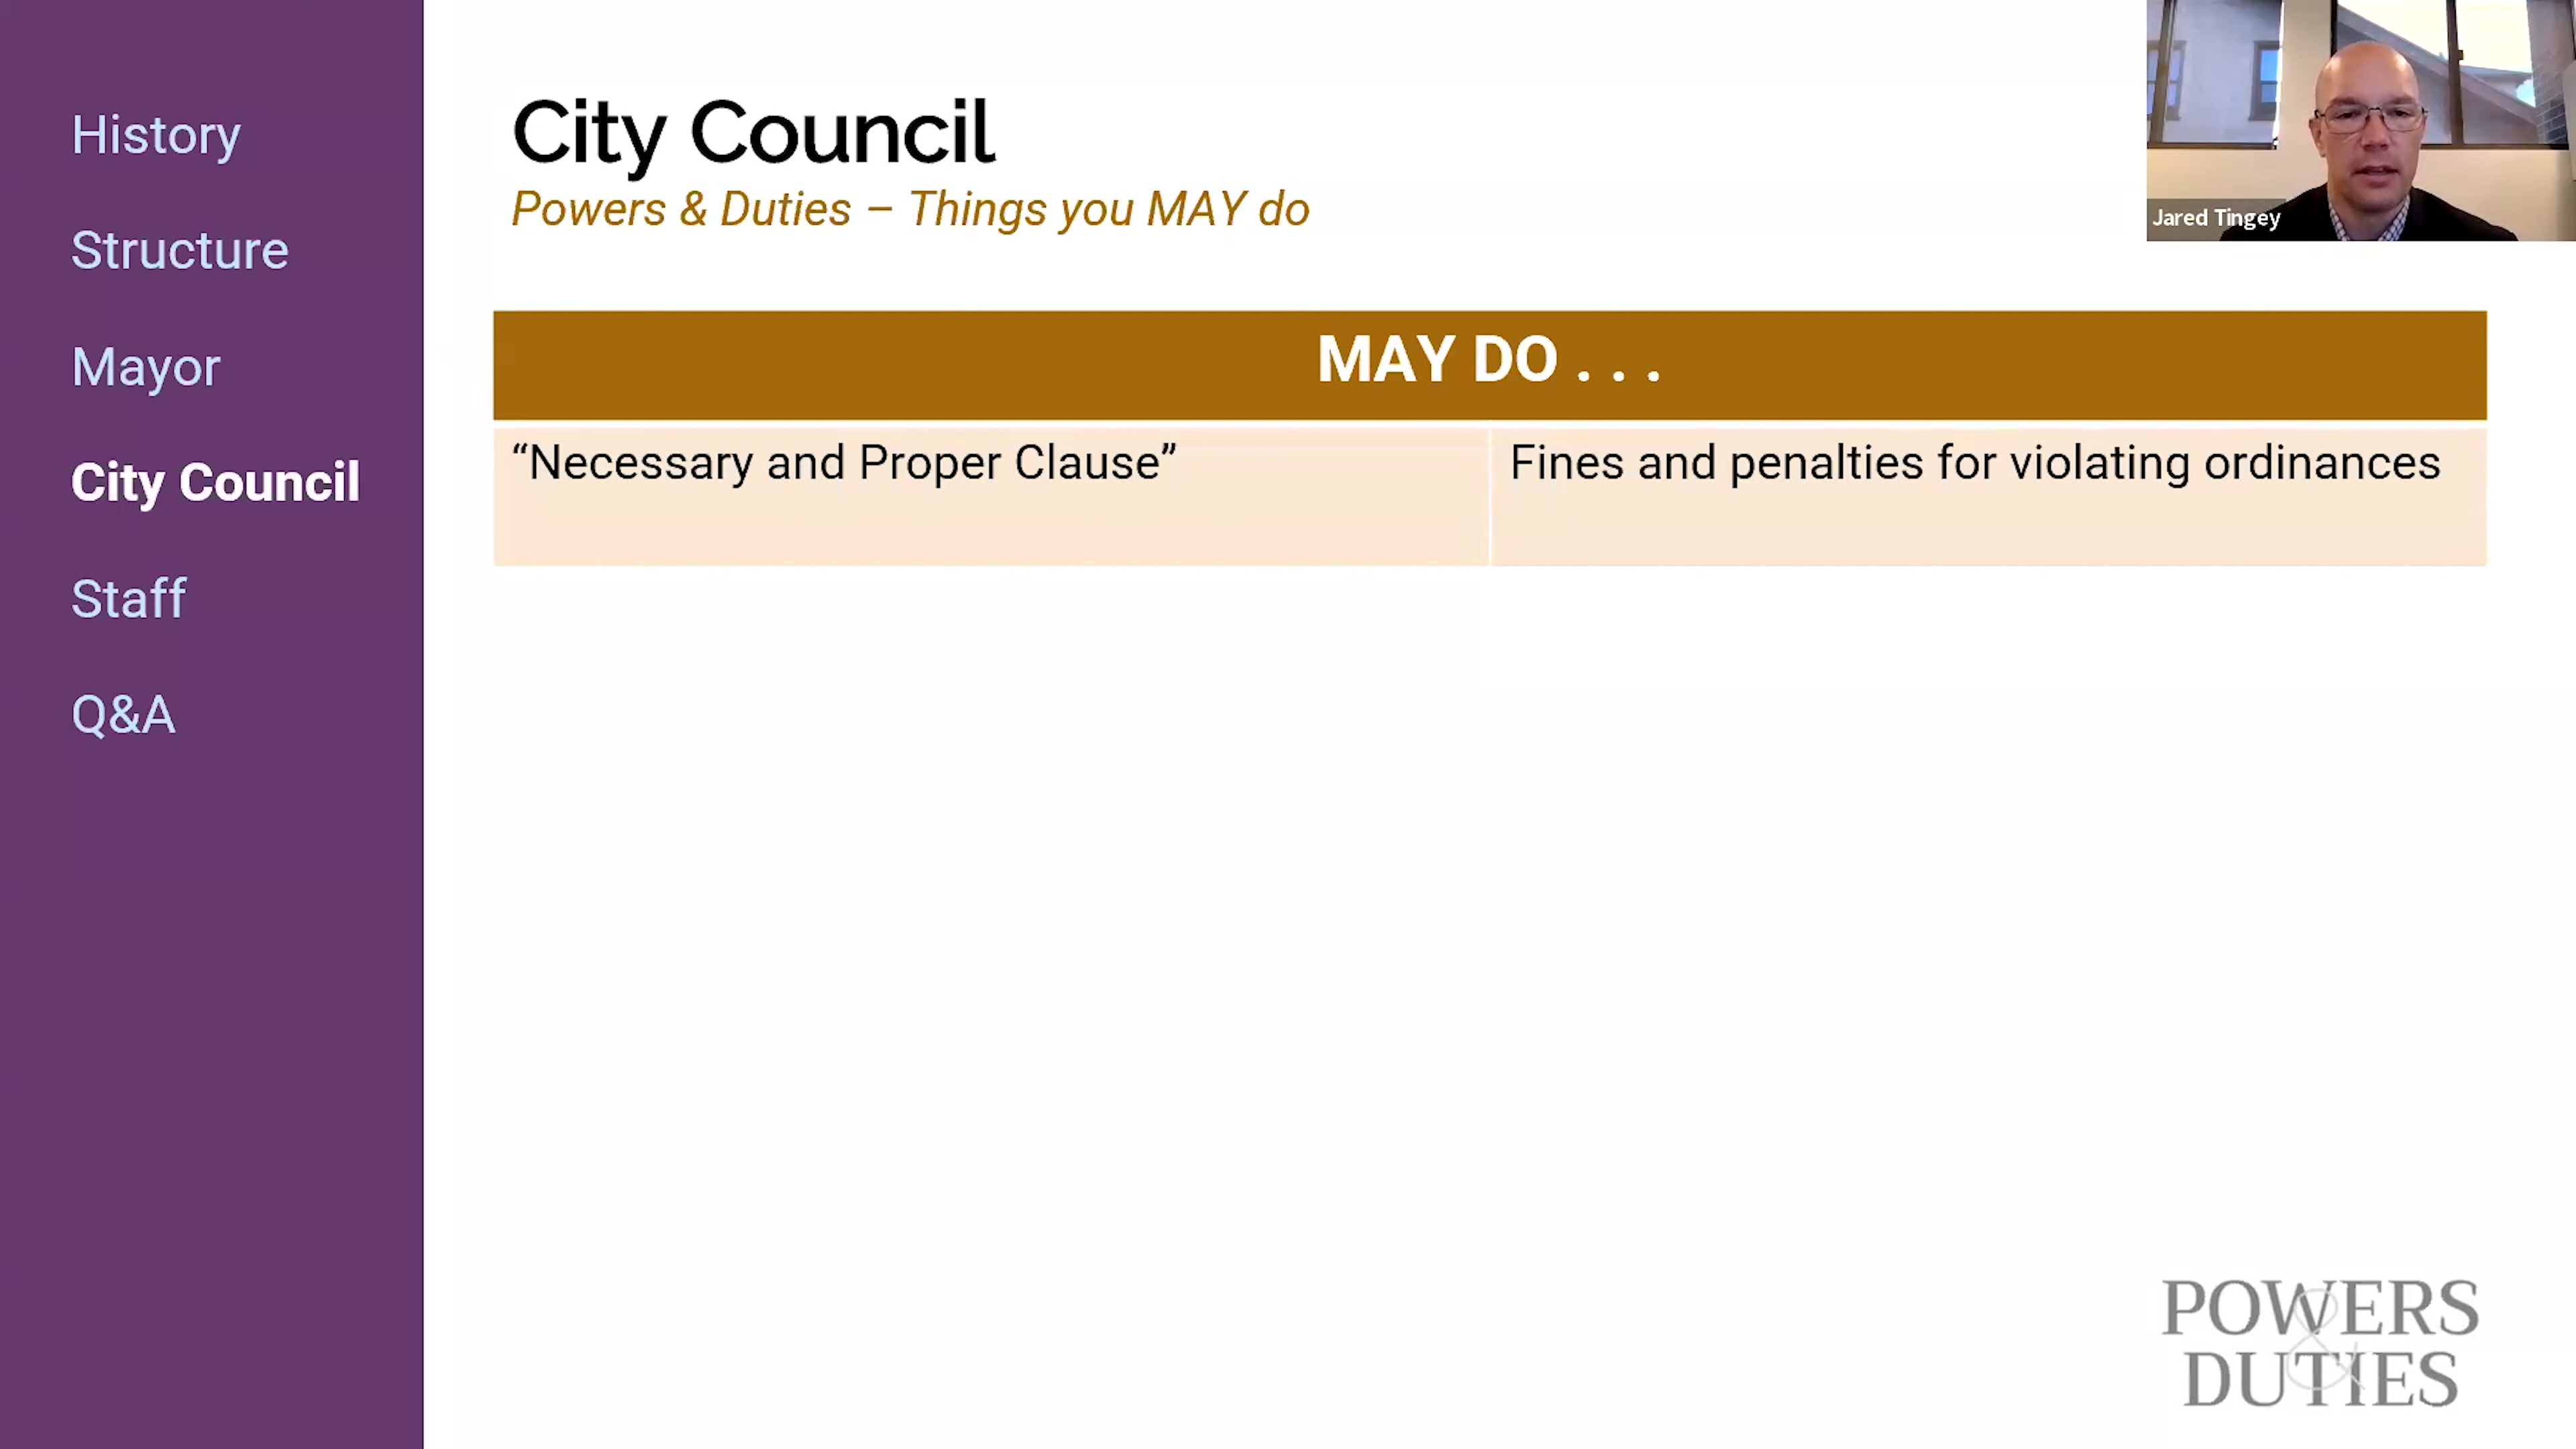 History
Structure
Mayor
City Council
Staff
Q&A
City Council
Powers & Duties – Things you MAY do
Jared Tingey
MAY DO . . .
“Necessary and Proper Clause”
Fines and penalties for violating ordinances
POWERS
&
DUTIES